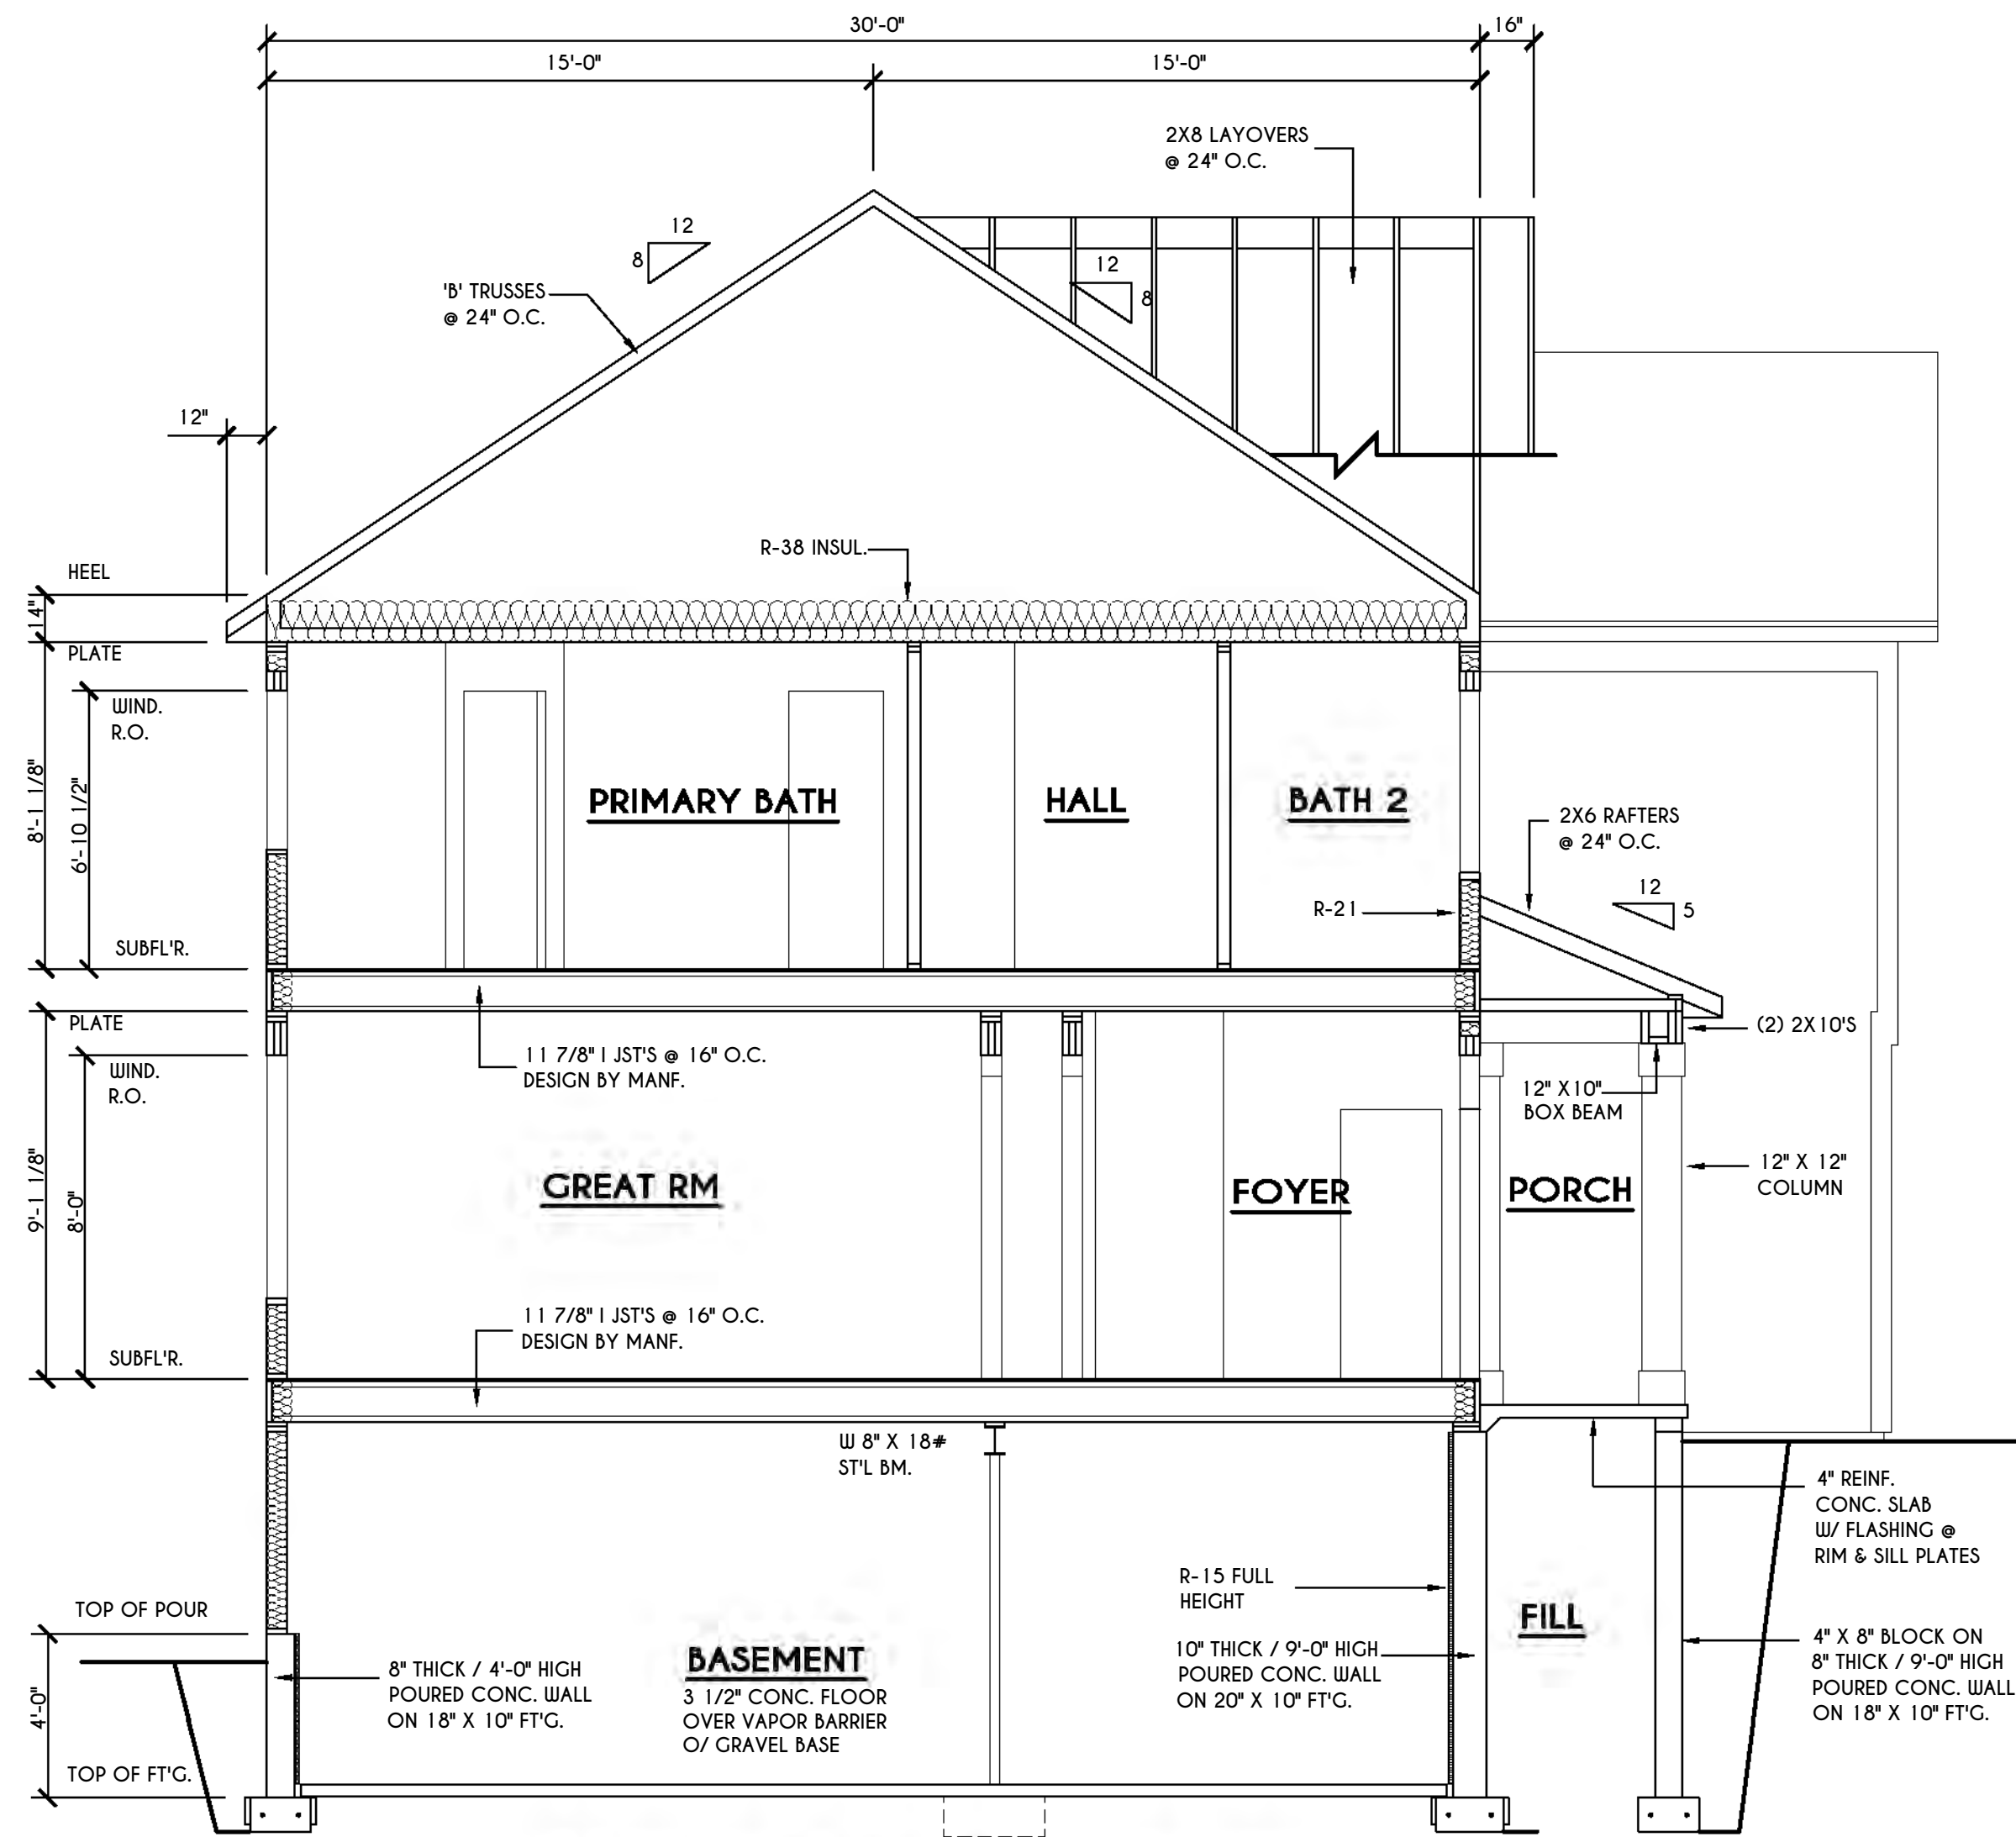 30'-0"
16"
15'-0"
15'-0"
2X8 LAYOVERS
@ 24" O.C.
12
8
12
8
'B' TRUSSES
@ 24" O.C.
12"
R-38 INSUL.
HEEL
14"
PLATE
WIND.
R.O.
8'-1 1/8"
6'-10 1/2"
PRIMARY BATH
HALL
BATH 2
2X6 RAFTERS
@ 24" O.C.
12
5
R-21
SUBFL'R.
PLATE
WIND.
R.O.
11 7/8" I JST'S @ 16" O.C.
DESIGN BY MANF.
(2) 2X10'S
12" X10"
BOX BEAM
9'-1 1/8"
8'-0"
GREAT RM
FOYER
PORCH
12" X 12"
COLUMN
11 7/8" I JST'S @ 16" O.C.
DESIGN BY MANF.
SUBFL'R.
W 8" X 18#
ST'L BM.
4" REINF.
CONC. SLAB
W/ FLASHING @
RIM & SILL PLATES
R-15 FULL
HEIGHT
FILL
TOP OF POUR
4'-0"
8" THICK / 4'-0" HIGH
POURED CONC. WALL
ON 18" X 10" FT'G.
BASEMENT
3 1/2" CONC. FLOOR
OVER VAPOR BARRIER
O/ GRAVEL BASE
10" THICK / 9'-0" HIGH
POURED CONC. WALL
ON 20" X 10" FT'G.
4" X 8" BLOCK ON
8" THICK / 9'-0" HIGH
POURED CONC. WALL
ON 18" X 10" FT'G.
TOP OF FT'G.